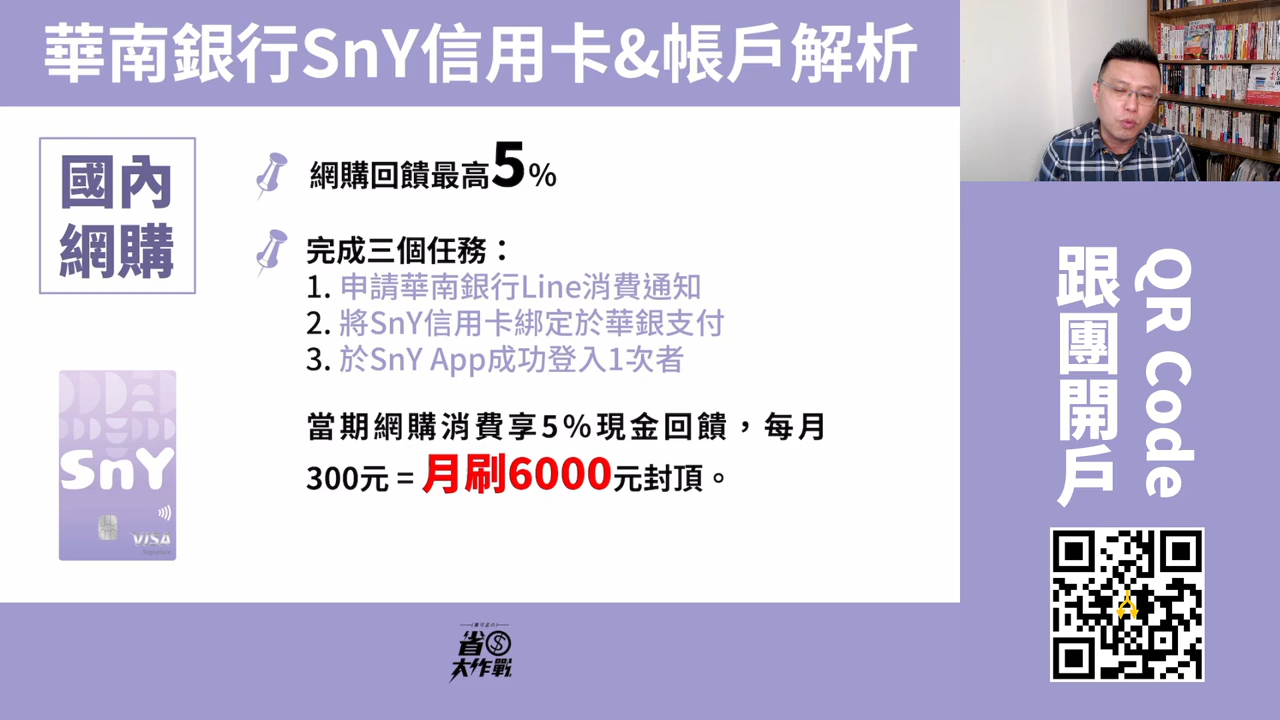 華南銀行SnY信用卡&帳戶解析
國內
網購
網購回饋最高5%
完成三個任務：
1. 申請華南銀行Line消費通知
2. 將SnY信用卡綁定於華銀支付
3. 於SnY App成功登入1次者
當期網購消費享5%現金回饋，每月
300元 = 月刷6000元封頂。
SnY
VISA
Signature
QR Code
跟團開戶
省
大作戰